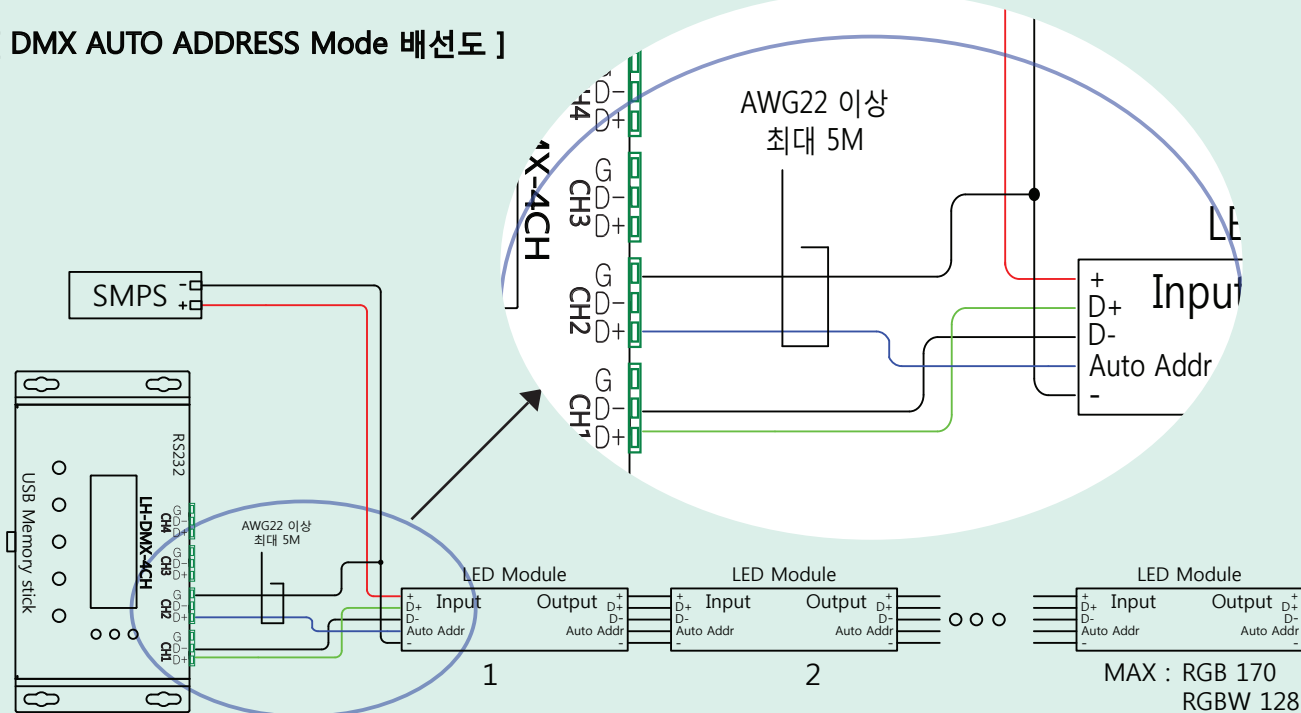 DMX AUTO ADDRESS Mode 배선도 ]
D-
D+
AWG22 이상
최대 5M
G
D-
D+
CH3
G
D-
D+
CH2
G
D-
D+
CH1
+
D+
D-
Auto Addr
-
Input
SMPS
-
+
RS232
USB Memory stick
LH-DMX-4CH
G
D-
D+
CH4
G
D-
D+
CH3
G
D-
D+
CH2
G
D-
D+
CH1
AWG22 이상
최대 5M
LED Module
+
D+
D-
Auto Addr
-
Input
Output
+
D+
D-
Auto Addr
-
1
LED Module
+
D+
D-
Auto Addr
-
Input
Output
+
D+
D-
Auto Addr
-
2
LED Module
+
D+
D-
Auto Addr
-
Input
Output
+
D+
D-
Auto Addr
-
MAX : RGB 170
RGBW 128